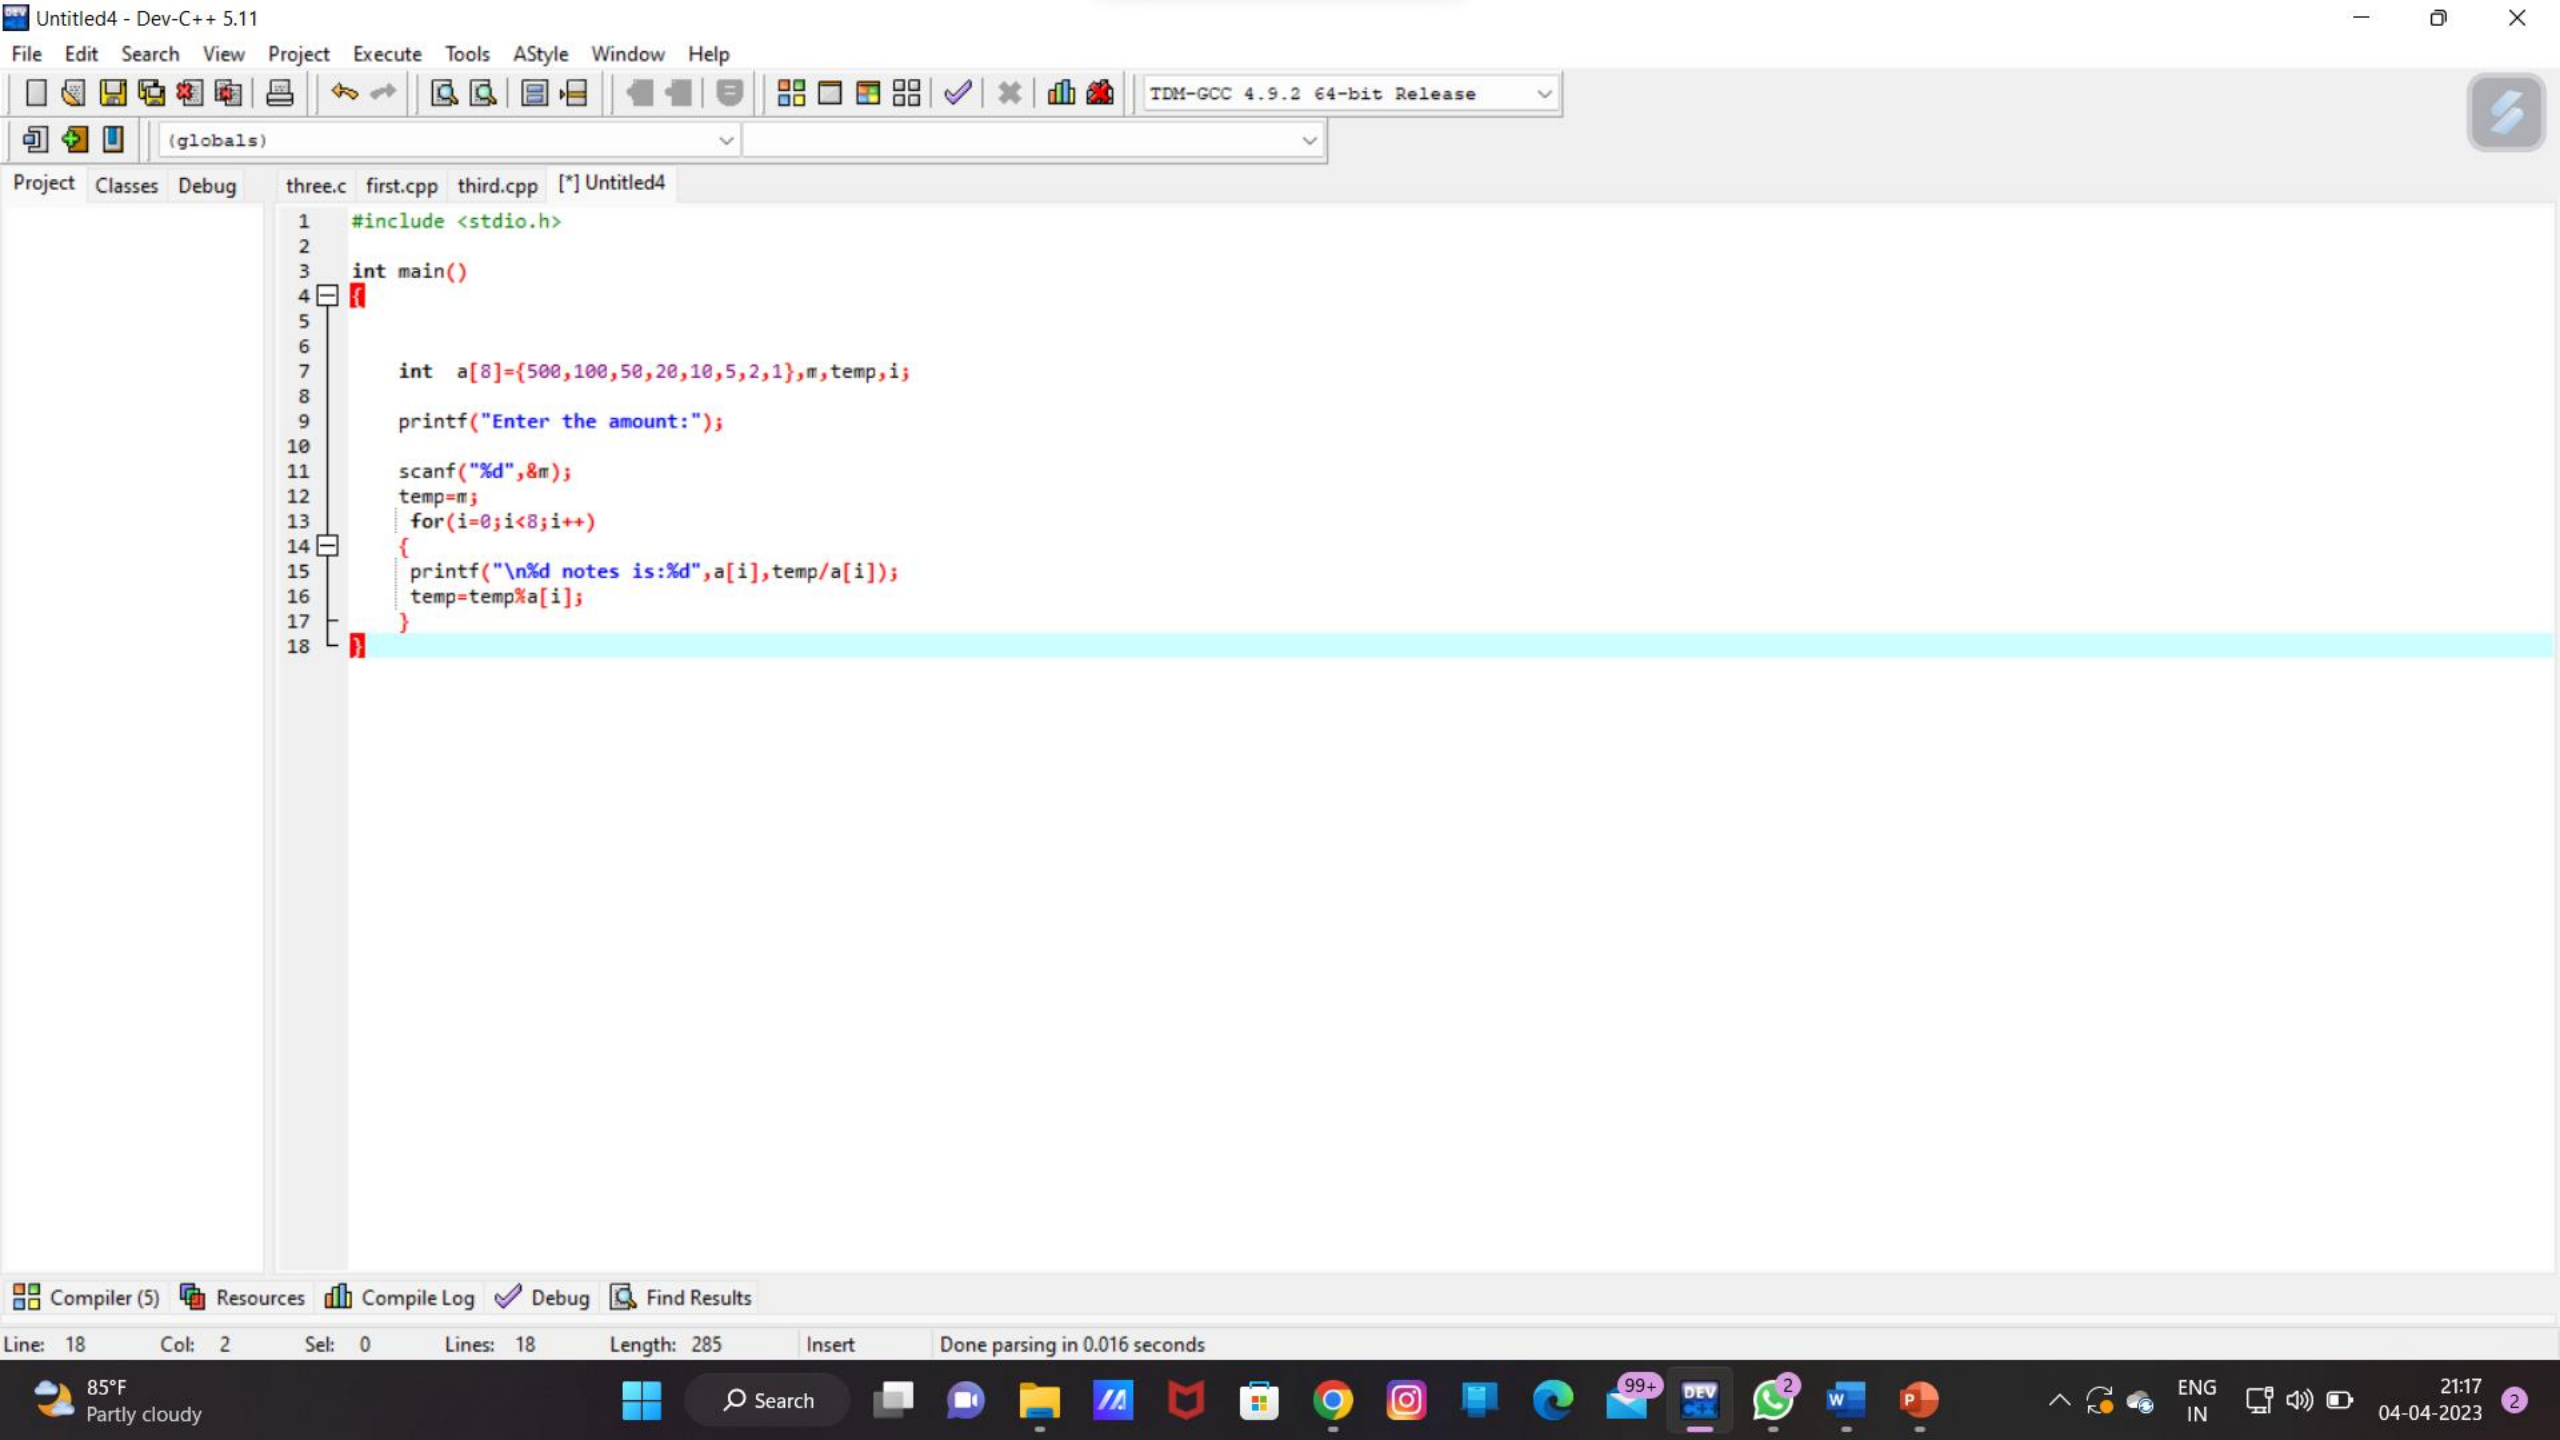 Untitled4 - Dev-C++ 5.11
File Edit Search View Project Execute Tools AStyle Window Help
TDM-GCC 4.9.2 64-bit Release
(globals)
Project Classes Debug three.c first.cpp third.cpp [*] Untitled4
1 #include <stdio.h>
2
3 int main()
4 {
5
6
7 int  a[8]={500,100,50,20,10,5,2,1},m,temp,i;
8
9 printf("Enter the amount:");
10
11 scanf("%d",&m);
12 temp=m;
13 for(i=0;i<8;i++)
14 {
15 printf("\n%d notes is:%d",a[i],temp/a[i]);
16 temp=temp%a[i];
17 }
18 }
Compiler (5) Resources Compile Log Debug Find Results
Line: 18 Col: 2 Sel: 0 Lines: 18 Length: 285 Insert Done parsing in 0.016 seconds
85°F
Partly cloudy
Search
99+
DEV
C++
2
W
P
ENG
IN
21:17
04-04-2023
2